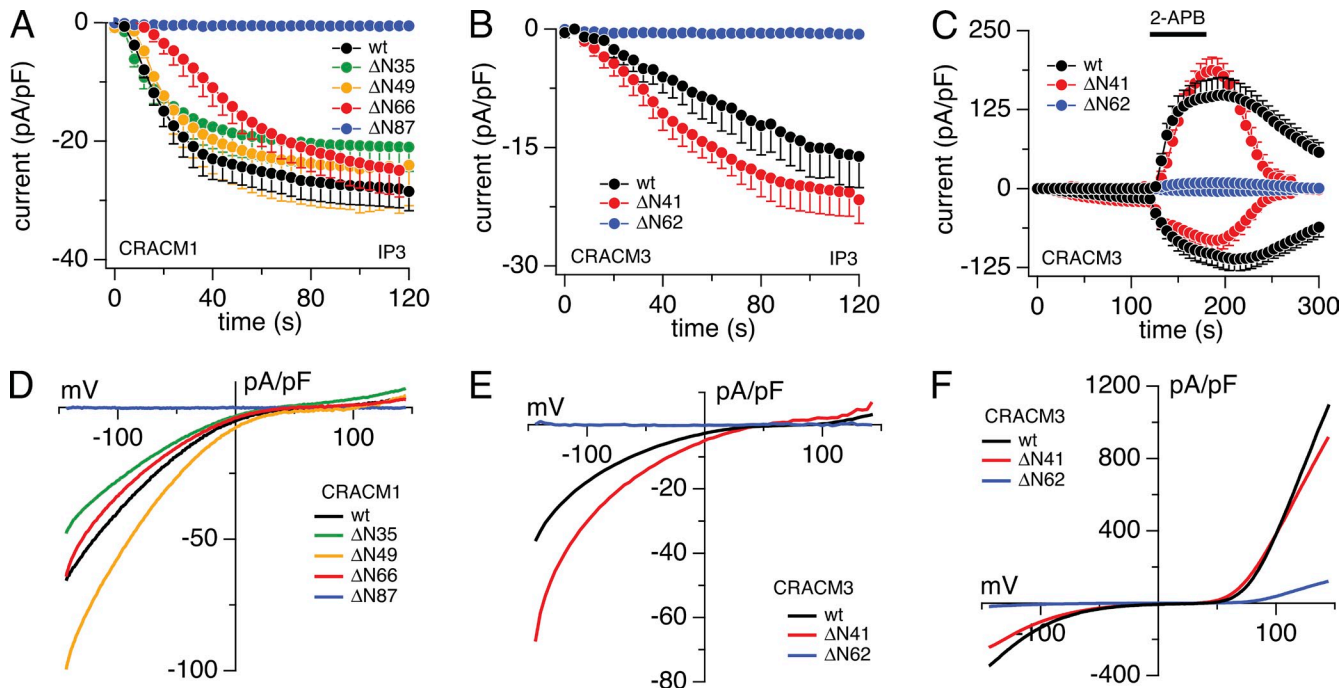 A
0
-20
-40
current (pA/pF)
wt
ΔN35
ΔN49
ΔN66
ΔN87
CRACM1
IP3
0
40
80
120
time (s)
B
0
-15
-30
current (pA/pF)
wt
ΔN41
ΔN62
CRACM3
IP3
0
40
80
120
time (s)
C
250
125
0
-125
current (pA/pF)
2-APB
wt
ΔN41
ΔN62
CRACM3
0
100
200
300
time (s)
D
mV
pA/pF
-100
100
-50
-100
CRACM1
wt
ΔN35
ΔN49
ΔN66
ΔN87
E
mV
pA/pF
-100
100
-20
-40
-60
-80
CRACM3
wt
ΔN41
ΔN62
F
pA/pF
1200
800
400
-400
CRACM3
wt
ΔN41
ΔN62
mV
-100
100